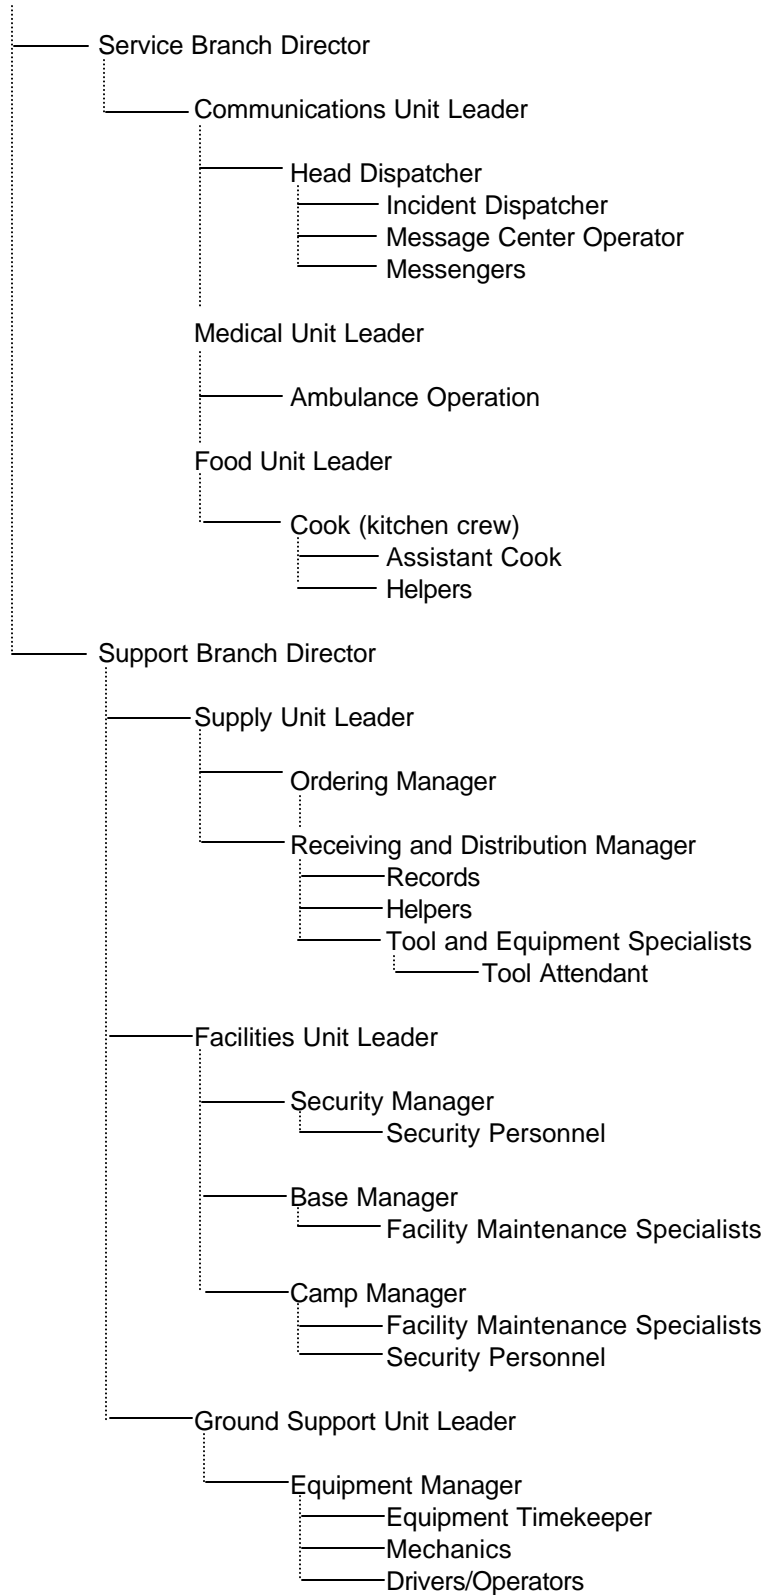 Service Branch Director
Communications Unit Leader
Head Dispatcher
Incident Dispatcher
Message Center Operator
Messengers
Medical Unit Leader
Ambulance Operation
Food Unit Leader
Cook (kitchen crew)
Assistant Cook
Helpers
Support Branch Director
Supply Unit Leader
Ordering Manager
Receiving and Distribution Manager
Records
Helpers
Tool and Equipment Specialists
Tool Attendant
Facilities Unit Leader
Security Manager
Security Personnel
Base Manager
Facility Maintenance Specialists
Camp Manager
Facility Maintenance Specialists
Security Personnel
Ground Support Unit Leader
Equipment Manager
Equipment Timekeeper
Mechanics
Drivers/Operators